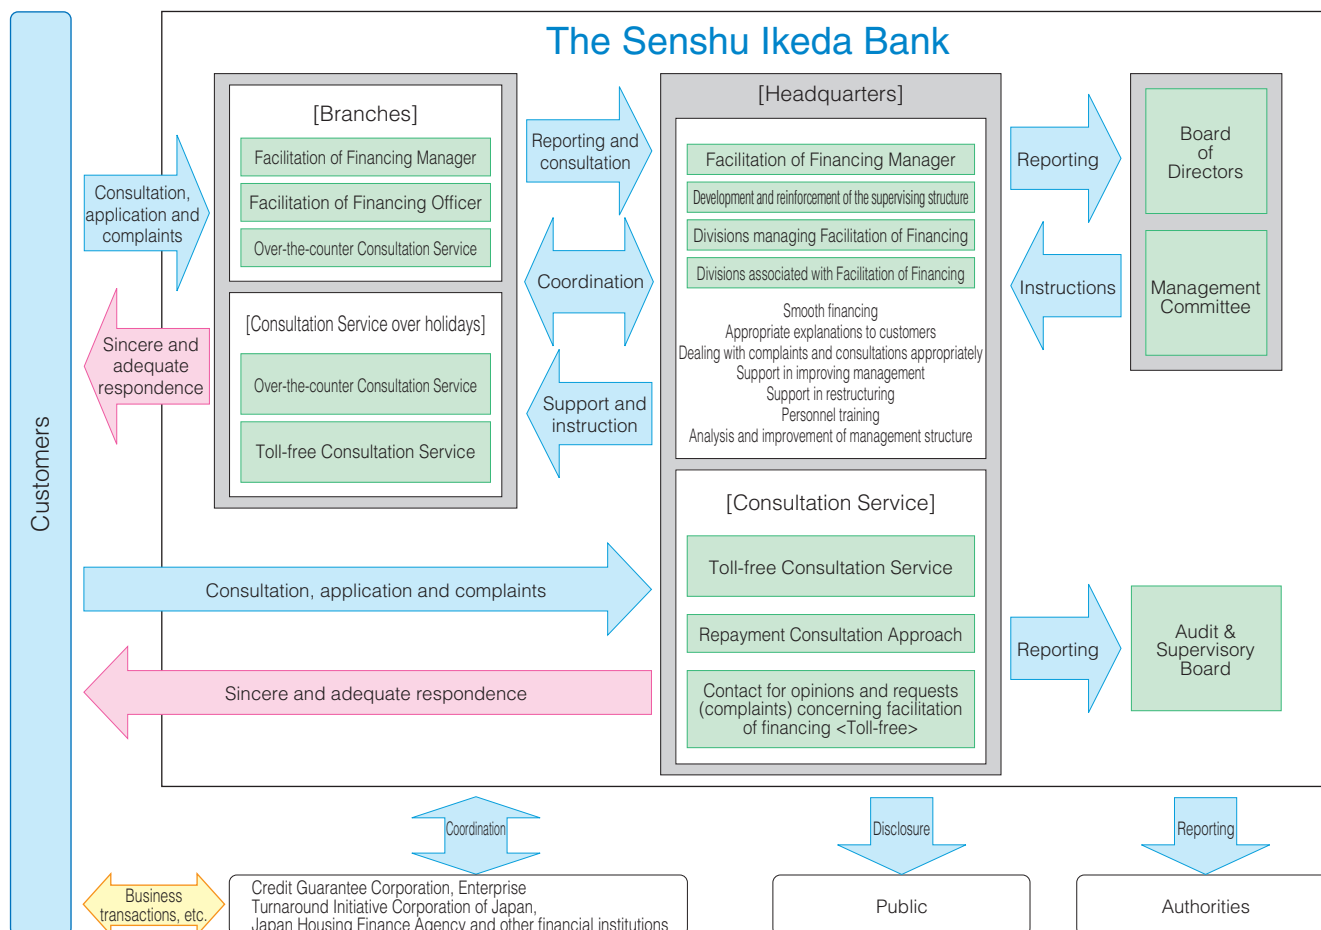 The Senshu Ikeda Bank
Customers
Consultation,
application and
complaints
Sincere and
adequate
respondence
[Branches]
Facilitation of Financing Manager
Facilitation of Financing Officer
Over-the-counter Consultation Service
[Consultation Service over holidays]
Over-the-counter Consultation Service
Toll-free Consultation Service
Reporting and
consultation
Coordination
Support and
instruction
[Headquarters]
Facilitation of Financing Manager
Development and reinforcement of the supervising structure
Divisions managing Facilitation of Financing
Divisions associated with Facilitation of Financing
Smooth financing
Appropriate explanations to customers
Dealing with complaints and consultations appropriately
Support in improving management
Support in restructuring
Personnel training
Analysis and improvement of management structure
[Consultation Service]
Toll-free Consultation Service
Repayment Consultation Approach
Contact for opinions and requests
(complaints) concerning facilitation
of financing <Toll-free>
Reporting
Instructions
Board
of
Directors
Management
Committee
Consultation, application and complaints
Sincere and adequate respondence
Reporting
Audit &
Supervisory
Board
Coordination
Disclosure
Reporting
Business
transactions, etc.
Credit Guarantee Corporation, Enterprise
Turnaround Initiative Corporation of Japan,
Japan Housing Finance Agency and other financial institutions
Public
Authorities